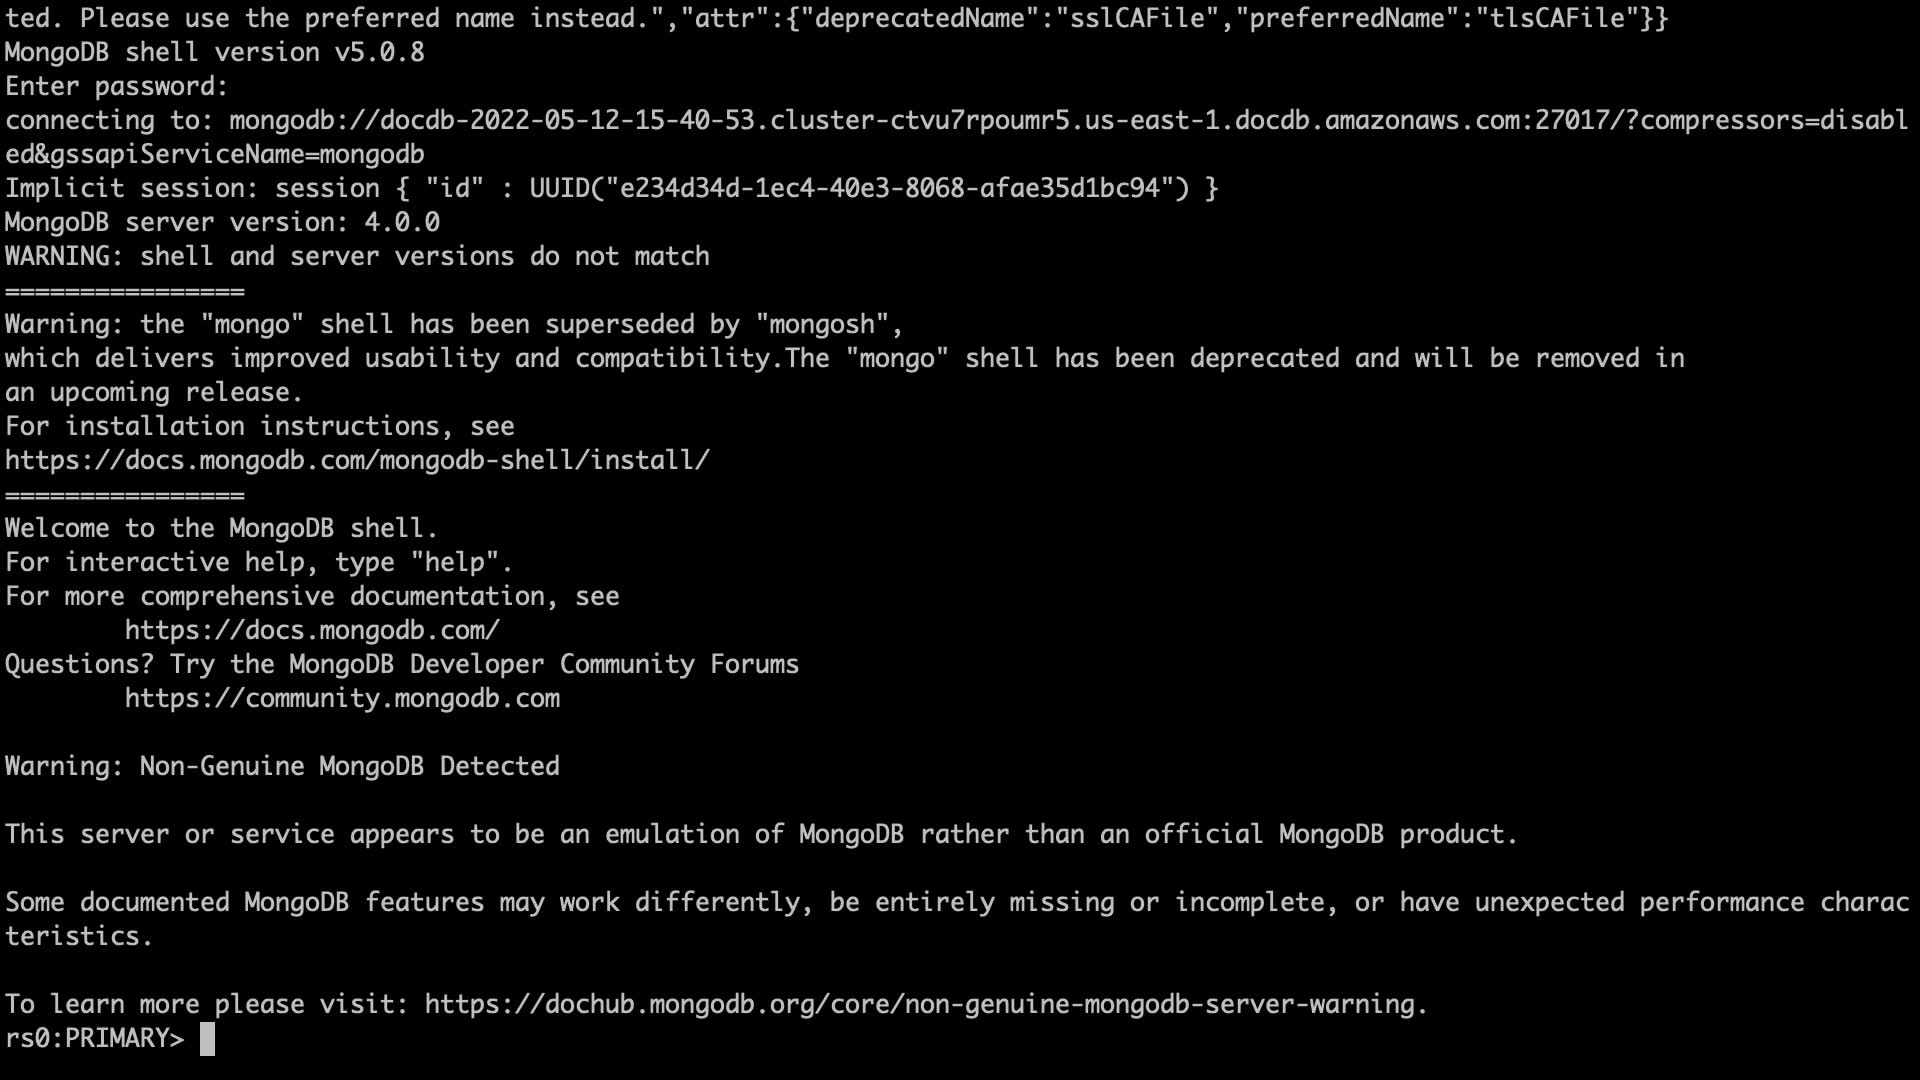 ted. Please use the preferred name instead.","attr":{"deprecatedName":"sslCAFile","preferredName":"tlsCAFile"}}
MongoDB shell version v5.0.8
Enter password:
connecting to: mongodb://docdb-2022-05-12-15-40-53.cluster-ctvu7rpoumr5.us-east-1.docdb.amazonaws.com:27017/?compressors=disabl
ed&gssapiServiceName=mongodb
Implicit session: session { "id" : UUID("e234d34d-1ec4-40e3-8068-afae35d1bc94") }
MongoDB server version: 4.0.0
WARNING: shell and server versions do not match
================
Warning: the "mongo" shell has been superseded by "mongosh",
which delivers improved usability and compatibility.The "mongo" shell has been deprecated and will be removed in
an upcoming release.
For installation instructions, see
https://docs.mongodb.com/mongodb-shell/install/
================
Welcome to the MongoDB shell.
For interactive help, type "help".
For more comprehensive documentation, see
        https://docs.mongodb.com/
Questions? Try the MongoDB Developer Community Forums
        https://community.mongodb.com
Warning: Non-Genuine MongoDB Detected
This server or service appears to be an emulation of MongoDB rather than an official MongoDB product.
Some documented MongoDB features may work differently, be entirely missing or incomplete, or have unexpected performance charac
teristics.
To learn more please visit: https://dochub.mongodb.org/core/non-genuine-mongodb-server-warning.
rs0:PRIMARY>